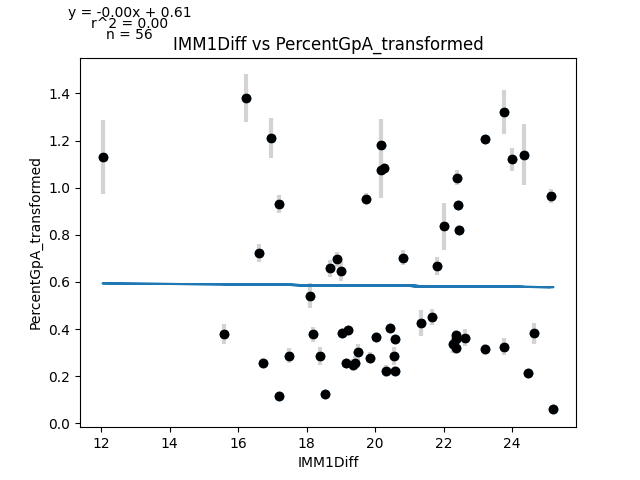 y = -0.00x + 0.61
r^2 = 0.00
n = 56
IMM1Diff vs PercentGpA_transformed
1.4
1.2
1.0
0.8
0.6
0.4
0.2
0.0
PercentGpA_transformed
12 14 16 18 20 22 24
IMM1Diff